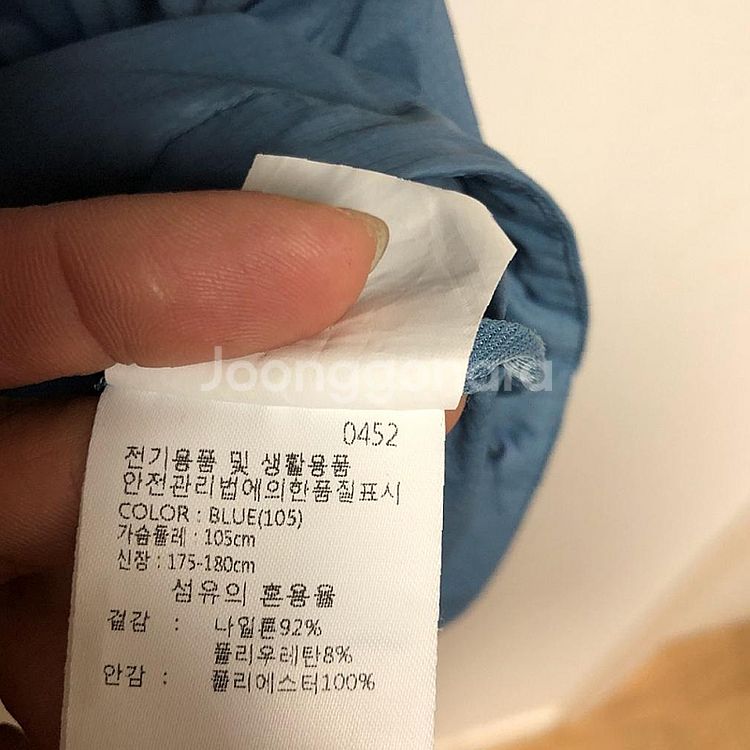 Joonggonara
0452
전기용품 및 생활용품
안전관리법에의한품질표시
COLOR : BLUE(105)
가슴둘레 : 105cm
신장 : 175-180cm
섬유의 혼용율
겉감 : 나일론92%
폴리우레탄8%
안감 : 폴리에스터100%